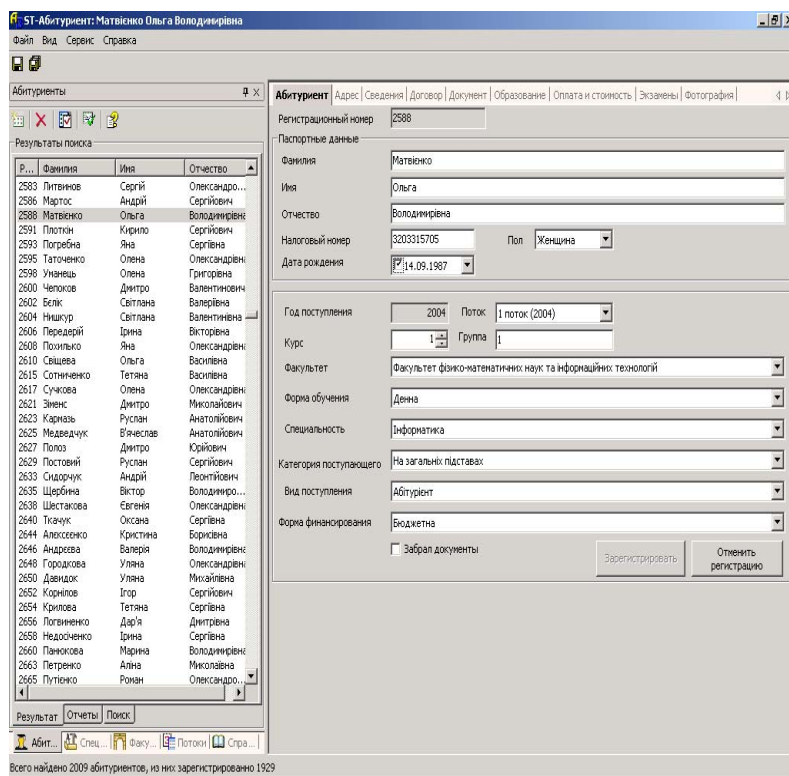 ST-Абитуриент: Матвієнко Ольга Володимирівна
Файл Вид Сервис Справка
Абитуриенты
Результаты поиска
Р... Фамилия Имя Отчество
2583 Литвинов Сергій Олександро...
2586 Мартос Андрій Сергійович
2588 Матвієнко Ольга Володимирівна
2591 Плоткін Кирило Сергійович
2593 Погребна Яна Сергіївна
2595 Таточенко Олена Олександрівна
2598 Унанець Олена Григорівна
2600 Чепоков Дмитро Валентинович
2602 Бєлік Світлана Валеріївна
2604 Нишкур Світлана Валентинівна
2606 Передерій Ірина Вікторівна
2608 Похилько Яна Олександрівна
2610 Свіщева Ольга Василівна
2615 Сотниченко Тетяна Василівна
2617 Сучкова Олена Олександрівна
2621 Зіменс Дмитро Миколайович
2623 Кармазь Руслан Анатолійович
2625 Медведчук В'ячеслав Анатолійович
2627 Полоз Дмитро Юрійович
2629 Постовий Руслан Сергійович
2633 Сидорчук Андрій Леонтійович
2635 Щербина Віктор Володимиро...
2638 Шестакова Євгенія Олександрівна
2640 Ткачук Оксана Сергіївна
2644 Алексеєнко Кристина Борисівна
2646 Андрєєва Валерія Володимирівна
2648 Городкова Уляна Олександрівна
2650 Давидок Уляна Михайлівна
2652 Корнілов Ігор Сергійович
2654 Крилова Тетяна Сергіївна
2656 Логвиненко Дар'я Дмитрівна
2658 Недосіченко Ірина Сергіївна
2660 Панюкова Марина Володимирівна
2663 Петренко Аліна Миколаївна
2665 Путієнко Роман Олександро...
Результат Отчеты Поиск
Абит... Спец... Факу... Потоки Спра...
Абитуриент Адрес Сведения Договор Документ Образование Оплата и стоимость Экзамены Фотография
Регистрационный номер 2588
Паспортные данные
Фамилия Матвієнко
Имя Ольга
Отчество Володимирівна
Налоговый номер 3203315705 Пол Женщина
Дата рождения 14.09.1987
Год поступления 2004 Поток 1 поток (2004)
Курс 1 Группа 1
Факультет Факультет фізико-математичних наук та інформаційних технологій
Форма обучения Денна
Специальность Інформатика
Категория поступающего На загальніх підставах
Вид поступления Абітурієнт
Форма финансирования Бюджетна
Забрал документы
Зарегистрировать
Отменить
регистрацию
Всего найдено 2009 абитуриентов, из них зарегистрированно 1929